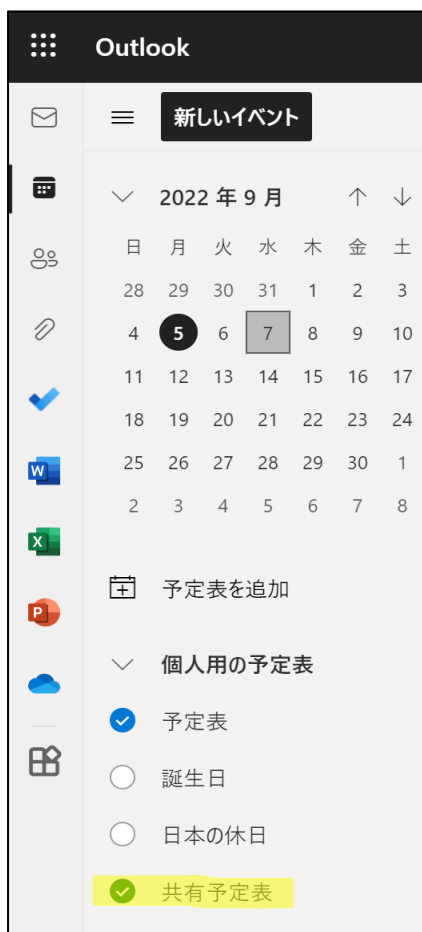 Outlook
新しいイベント
2022 年 9 月
日 月 火 水 木 金 土
28 29 30 31 1 2 3
4 5 6 7 8 9 10
11 12 13 14 15 16 17
18 19 20 21 22 23 24
25 26 27 28 29 30 1
2 3 4 5 6 7 8
予定表を追加
個人用の予定表
予定表
誕生日
日本の休日
共有予定表
W
X
P